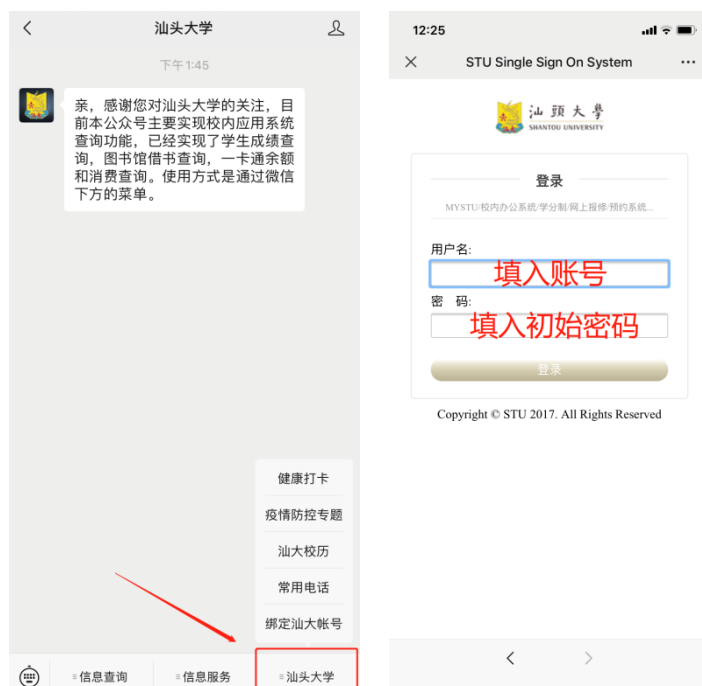 汕头大学
下午1:45
亲，感谢您对汕头大学的关注，目
前本公众号主要实现校内应用系统
查询功能，已经实现了学生成绩查
询，图书馆借书查询，一卡通余额
和消费查询。使用方式是通过微信
下方的菜单。
健康打卡
疫情防控专题
汕大校历
常用电话
绑定汕大帐号
信息查询
信息服务
汕头大学
12:25
STU Single Sign On System
汕頭大學
SHANTOU UNIVERSITY
登录
MYSTU/校内办公系统/学分制/网上报修/预约系统...
用户名:
填入账号
密 码:
填入初始密码
登录
Copyright © STU 2017. All Rights Reserved